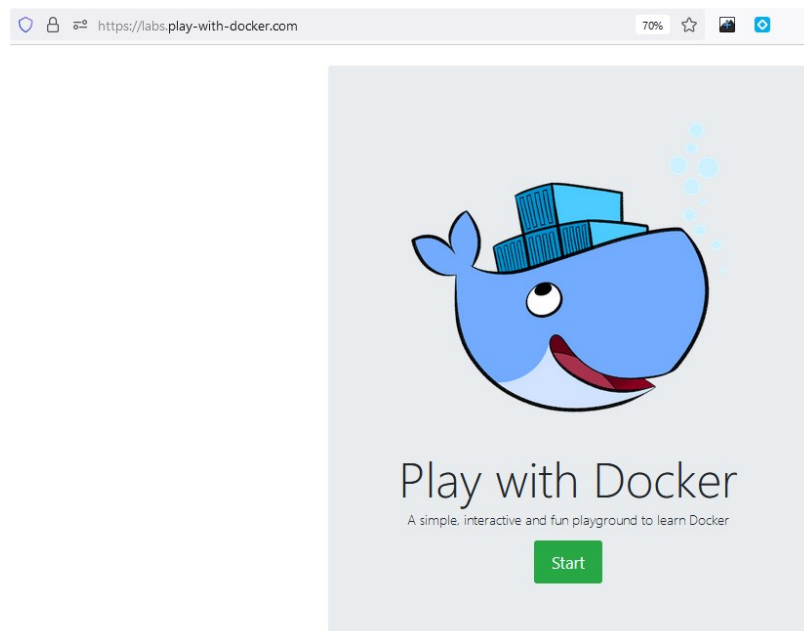 https://labs.play-with-docker.com
70%
Play with Docker
A simple, interactive and fun playground to learn Docker
Start